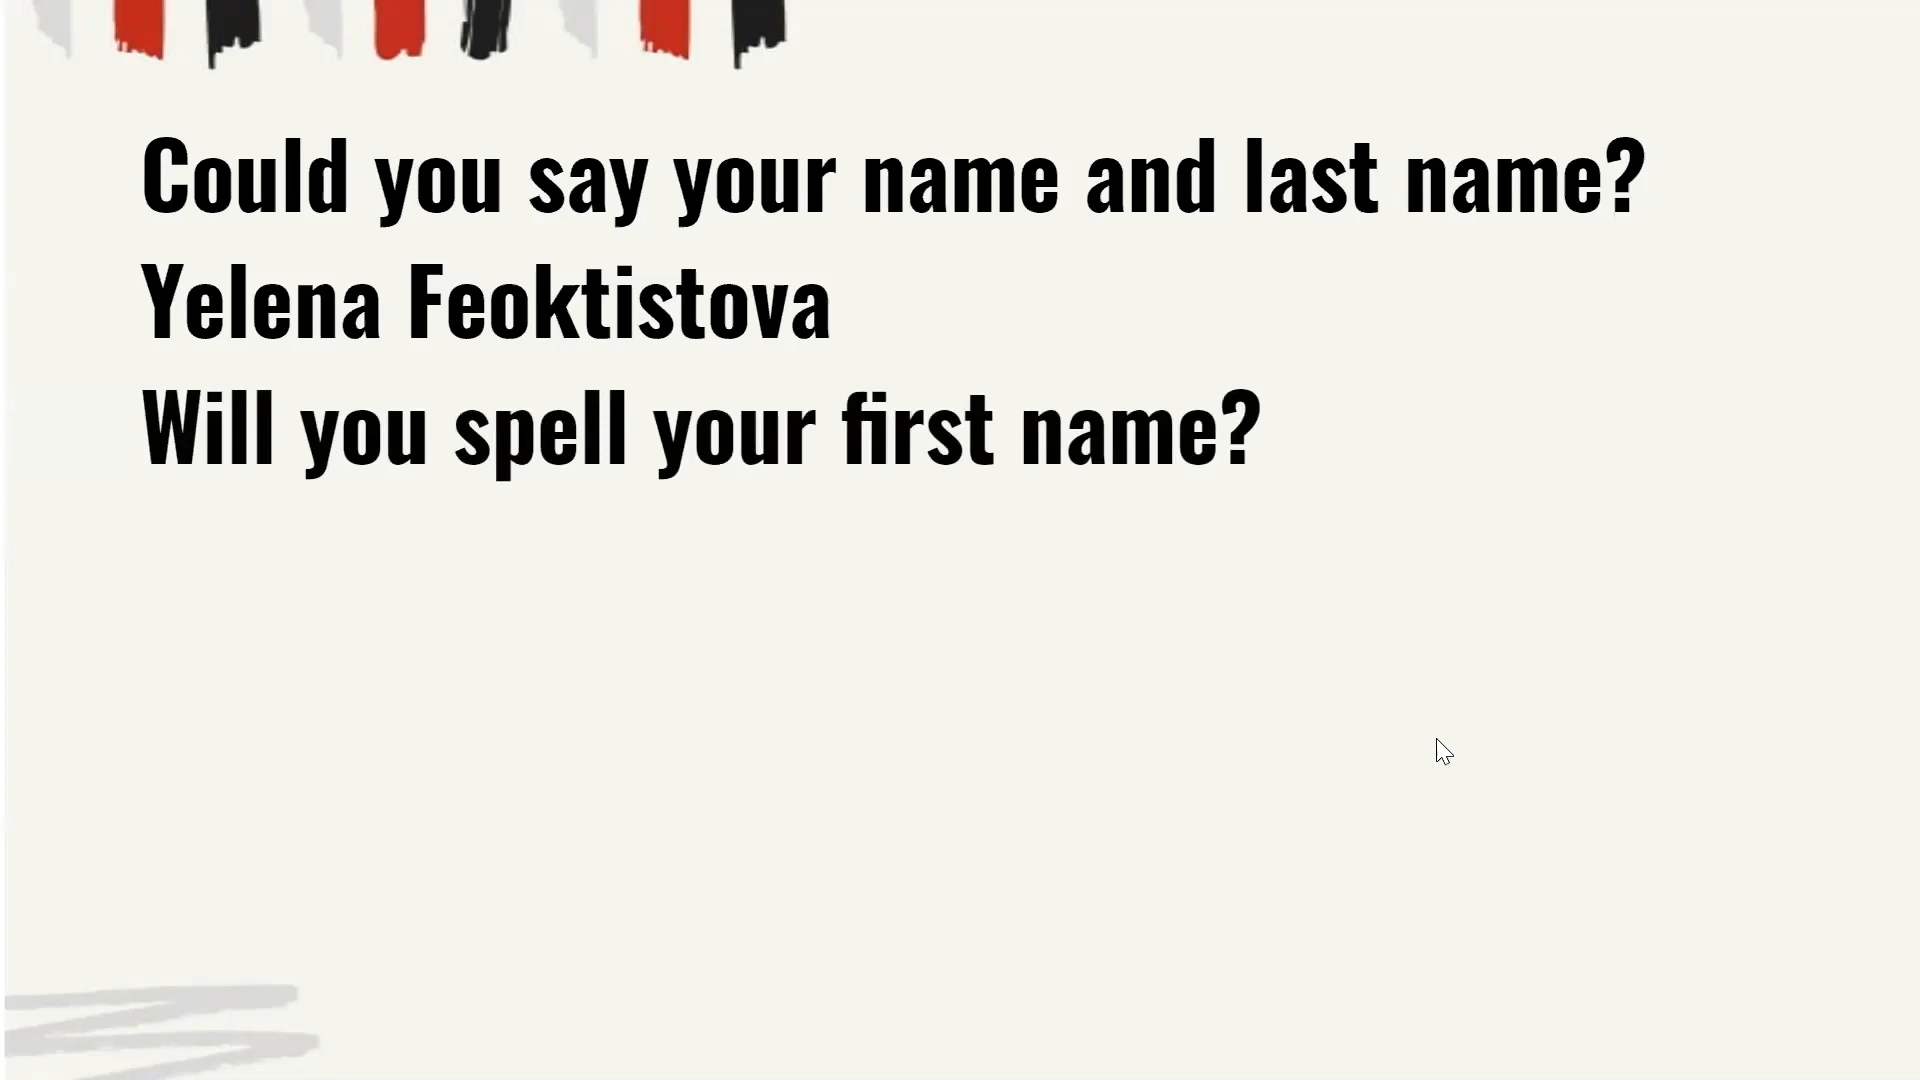 Could you say your name and last name?
Yelena Feoktistova
Will you spell your first name?